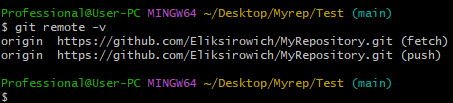 Professional@User-PC MINGW64 ~/Desktop/Myrep/Test (main)
$ git remote -v
origin  https://github.com/Eliksirowich/MyRepository.git (fetch)
origin  https://github.com/Eliksirowich/MyRepository.git (push)
Professional@User-PC MINGW64 ~/Desktop/Myrep/Test (main)
$